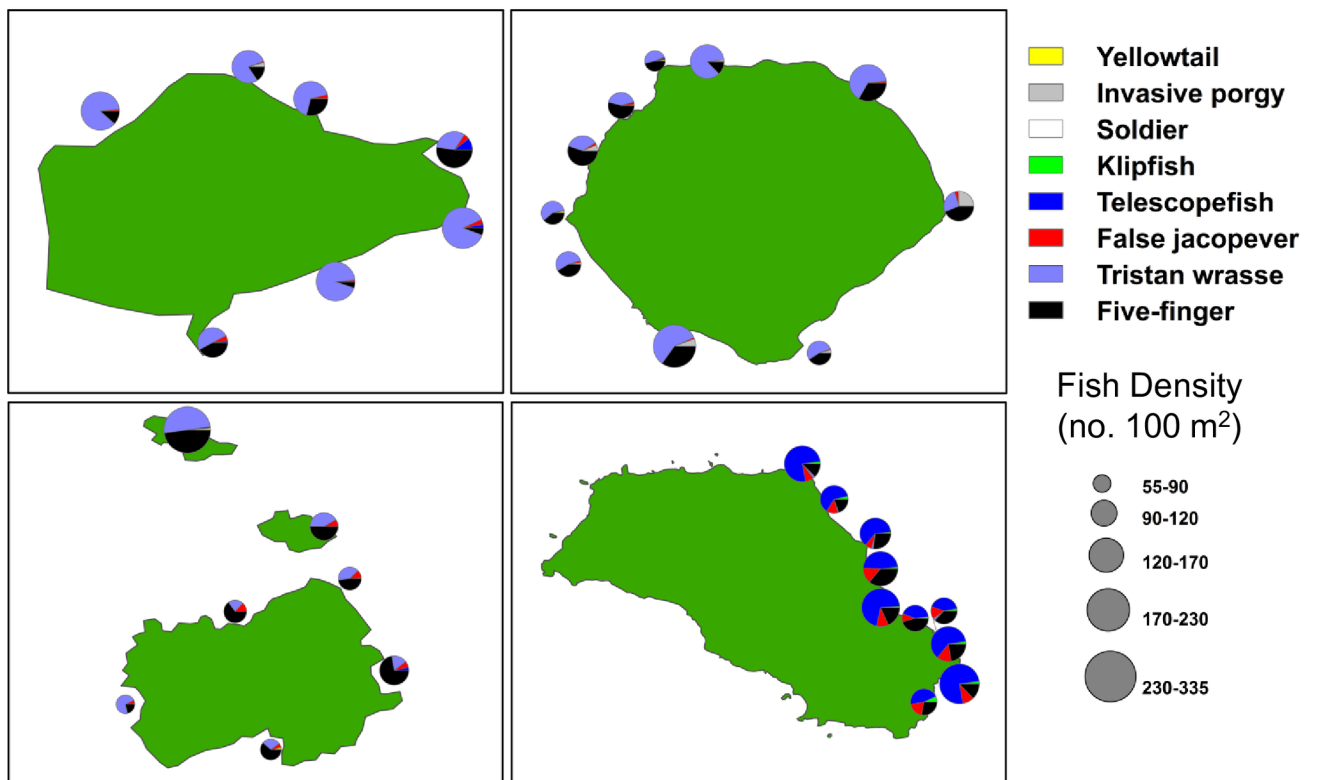 Yellowtail
Invasive porgy
Soldier
Klipfish
Telescopefish
False jacopever
Tristan wrasse
Five-finger
Fish Density
(no. 100 m²)
55-90
90-120
120-170
170-230
230-335